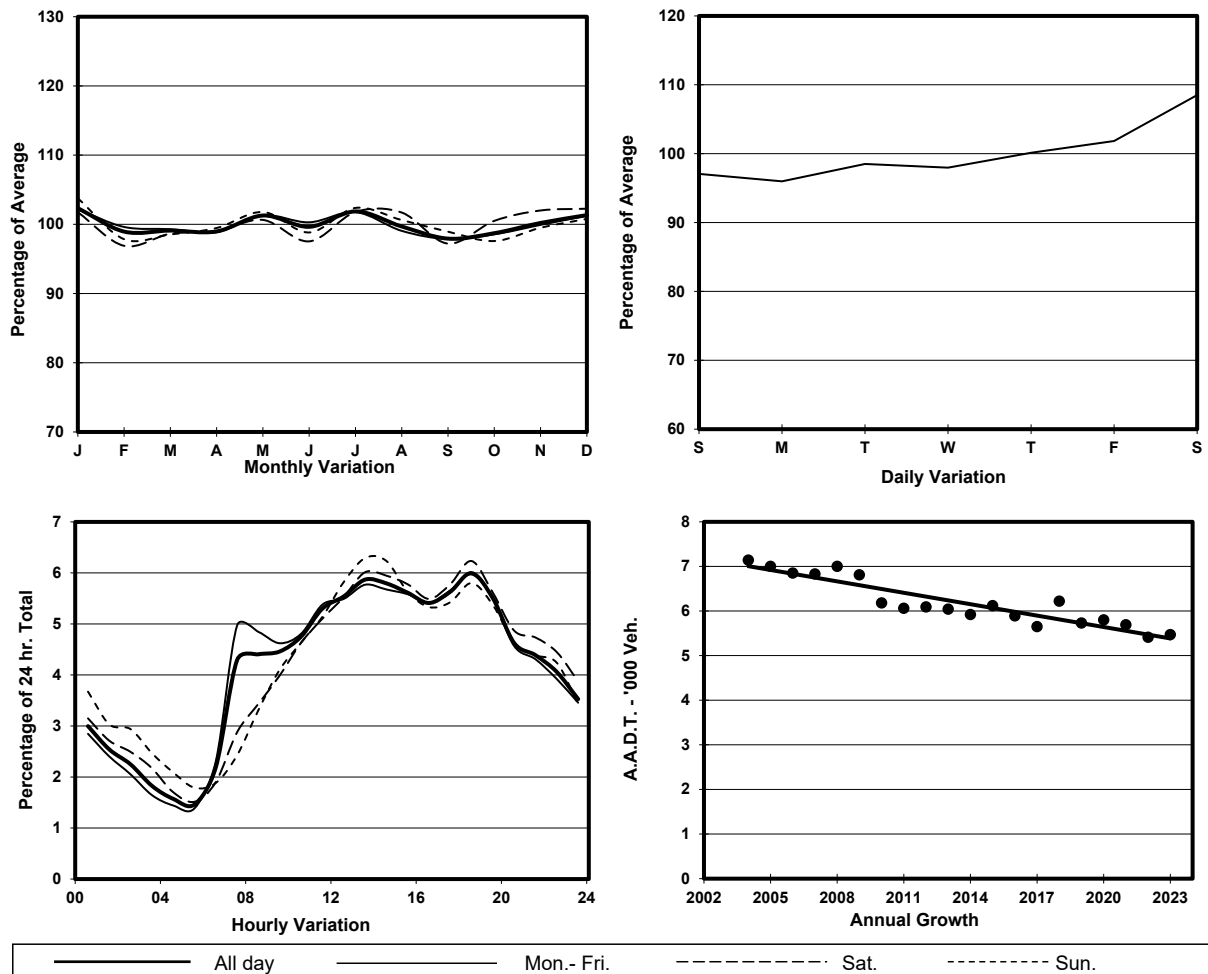 130
120
110
100
90
80
70
Percentage of Average
J F M A M J J A S O N D
Monthly Variation
120
110
100
90
80
70
60
Percentage of Average
S M T W T F S
Daily Variation
7
6
5
4
3
2
1
0
Percentage of 24 hr. Total
00 04 08 12 16 20 24
Hourly Variation
8
7
6
5
4
3
2
1
0
A.A.D.T. - '000 Veh.
2002 2005 2008 2011 2014 2017 2020 2023
Annual Growth
All day Mon.- Fri. Sat. Sun.